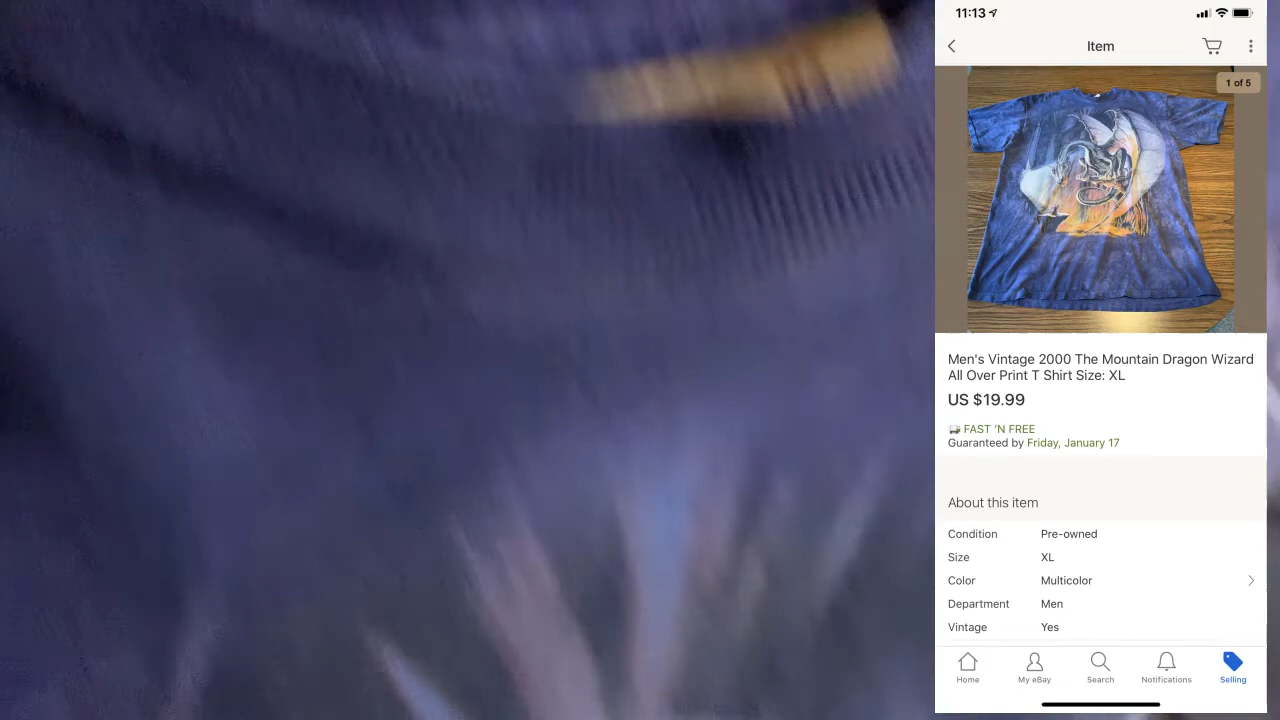 11:13
Item
1 of 5
Men's Vintage 2000 The Mountain Dragon Wizard
All Over Print T Shirt Size: XL
US $19.99
FAST 'N FREE
Guaranteed by Friday, January 17
About this item
Condition Pre-owned
Size XL
Color Multicolor
Department Men
Vintage Yes
Home My eBay Search Notifications Selling